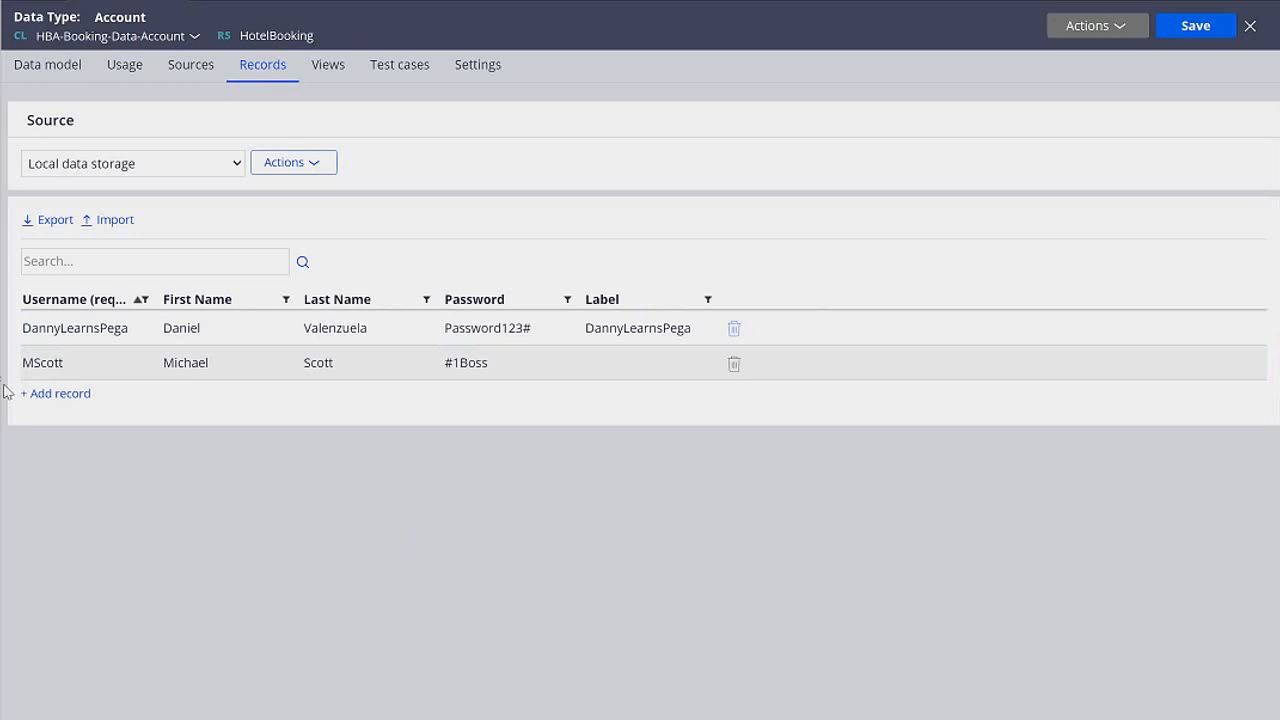 Data Type: Account
CL HBA-Booking-Data-Account RS HotelBooking
Actions Save
Data model Usage Sources Records Views Test cases Settings
Source
Local data storage Actions
Export Import
Search...
Username (req... First Name Last Name Password Label
DannyLearnsPega Daniel Valenzuela Password123# DannyLearnsPega
MScott Michael Scott #1Boss
+ Add record